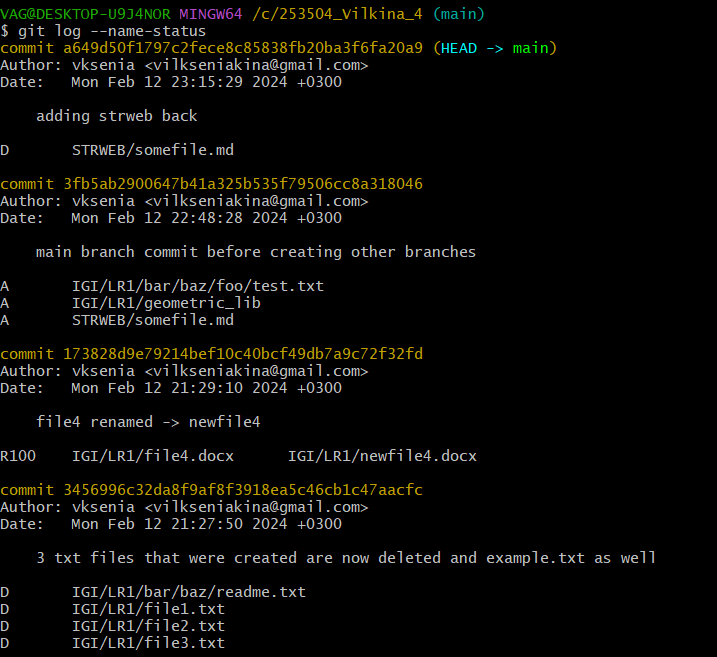 VAG@DESKTOP-U9J4NOR MINGW64 /c/253504_Vilkina_4 (main)
$ git log --name-status
commit a649d50f1797c2fece8c85838fb20ba3f6fa20a9 (HEAD -> main)
Author: vksenia <vilkseniakina@gmail.com>
Date:   Mon Feb 12 23:15:29 2024 +0300

    adding strweb back

D       STRWEB/somefile.md

commit 3fb5ab2900647b41a325b535f79506cc8a318046
Author: vksenia <vilkseniakina@gmail.com>
Date:   Mon Feb 12 22:48:28 2024 +0300

    main branch commit before creating other branches

A       IGI/LR1/bar/baz/foo/test.txt
A       IGI/LR1/geometric_lib
A       STRWEB/somefile.md

commit 173828d9e79214bef10c40bcf49db7a9c72f32fd
Author: vksenia <vilkseniakina@gmail.com>
Date:   Mon Feb 12 21:29:10 2024 +0300

    file4 renamed -> newfile4

R100    IGI/LR1/file4.docx      IGI/LR1/newfile4.docx

commit 3456996c32da8f9af8f3918ea5c46cb1c47aacfc
Author: vksenia <vilkseniakina@gmail.com>
Date:   Mon Feb 12 21:27:50 2024 +0300

    3 txt files that were created are now deleted and example.txt as well

D       IGI/LR1/bar/baz/readme.txt
D       IGI/LR1/file1.txt
D       IGI/LR1/file2.txt
D       IGI/LR1/file3.txt